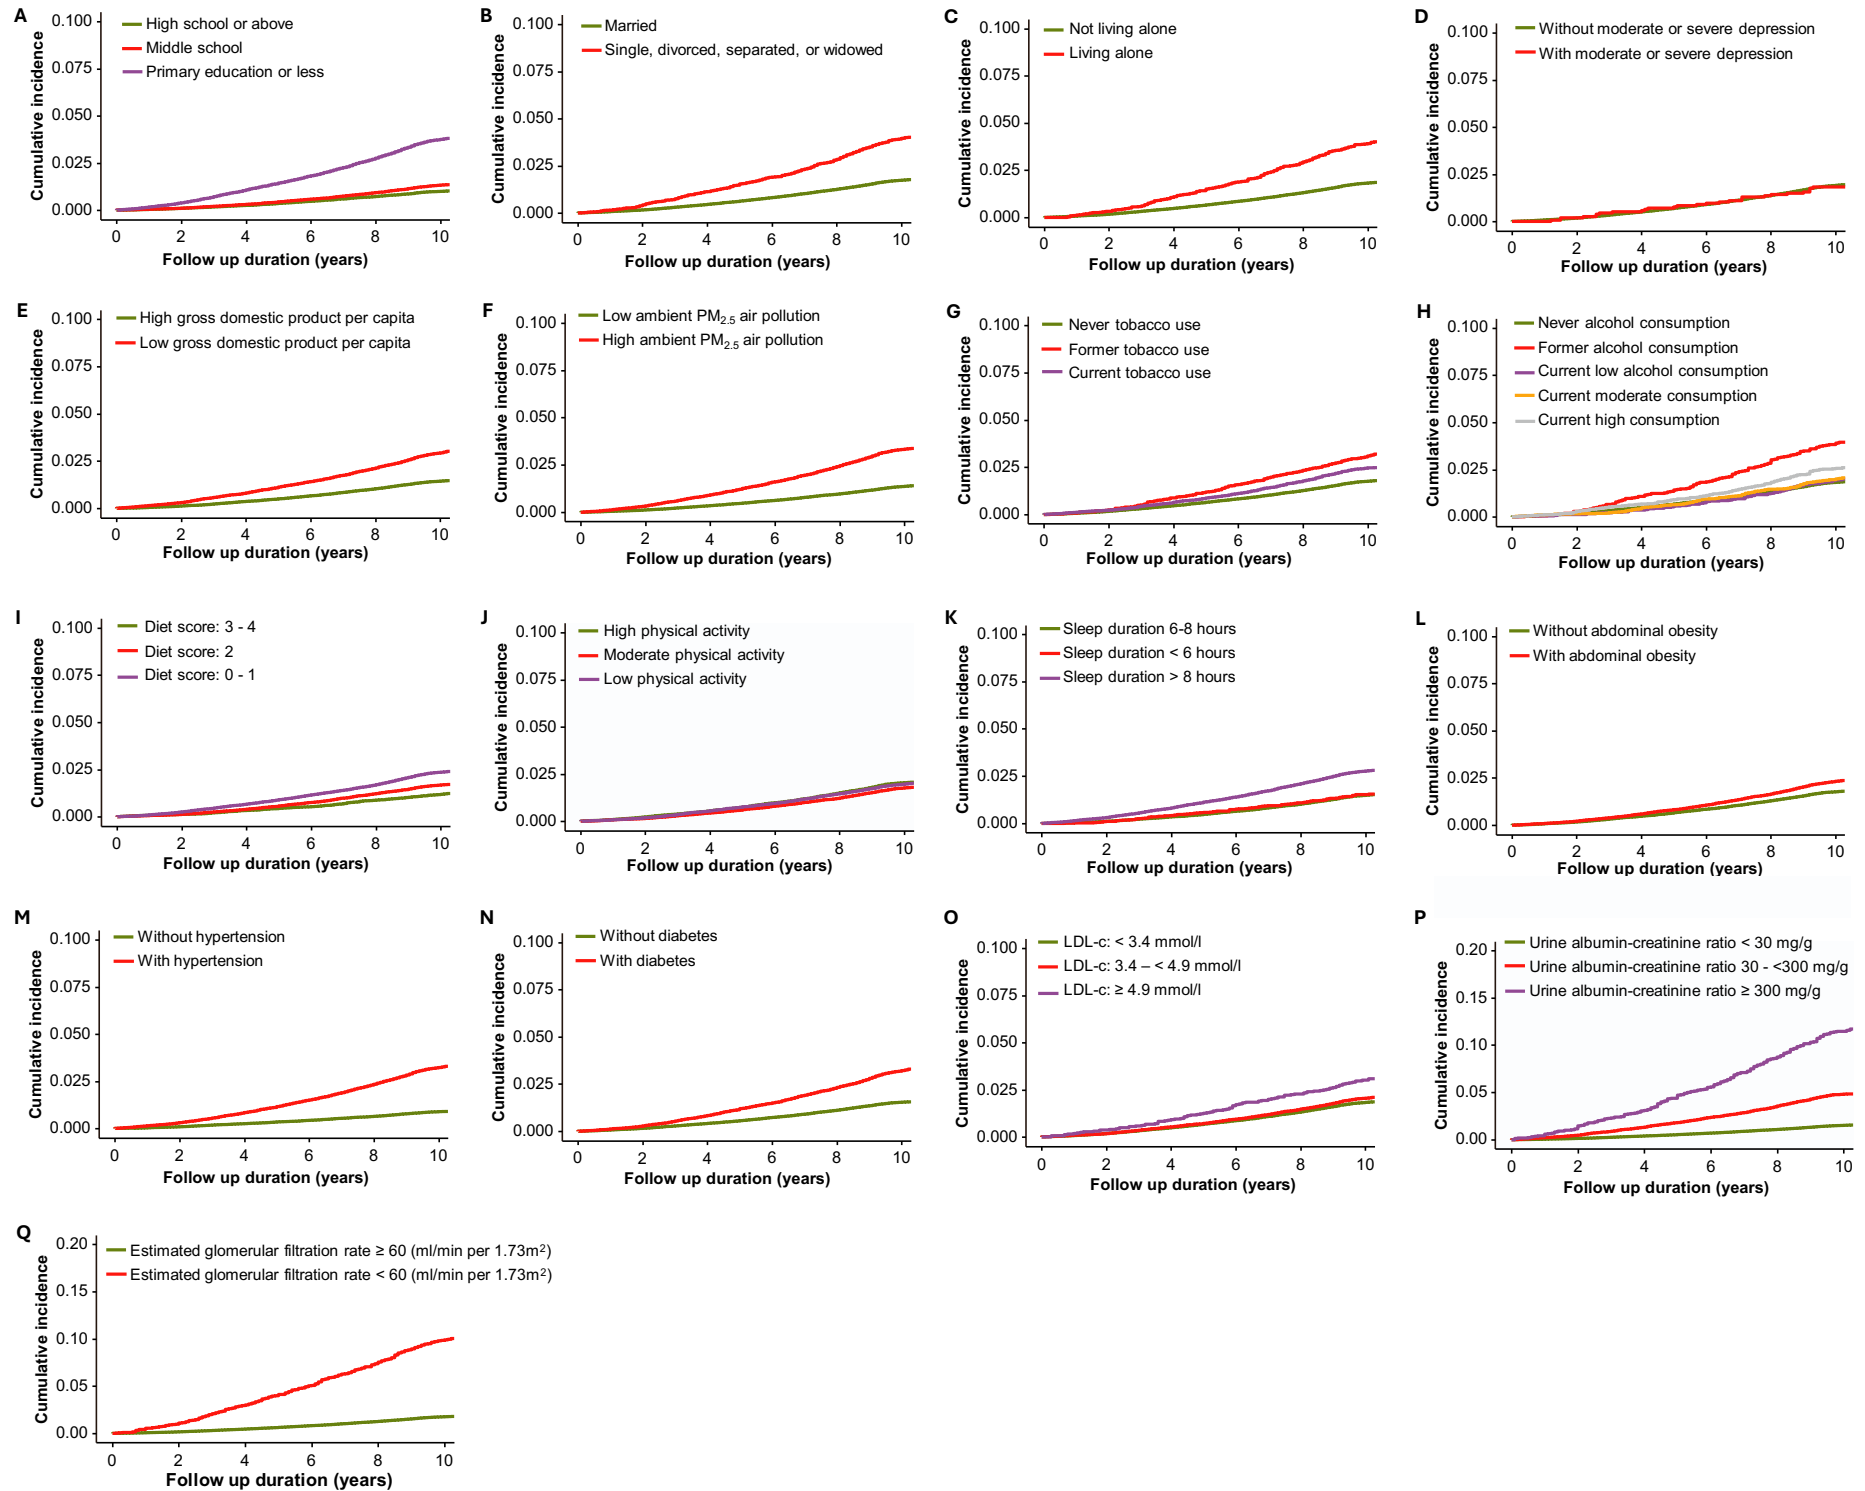 A
High school or above
Middle school
Primary education or less
Cumulative incidence
0.100
0.075
0.050
0.025
0.000
0 2 4 6 8 10
Follow up duration (years)
B
Married
Single, divorced, separated, or widowed
Cumulative incidence
0.100
0.075
0.050
0.025
0.000
0 2 4 6 8 10
Follow up duration (years)
C
Not living alone
Living alone
Cumulative incidence
0.100
0.075
0.050
0.025
0.000
0 2 4 6 8 10
Follow up duration (years)
D
Without moderate or severe depression
With moderate or severe depression
Cumulative incidence
0.100
0.075
0.050
0.025
0.000
0 2 4 6 8 10
Follow up duration (years)
E
High gross domestic product per capita
Low gross domestic product per capita
Cumulative incidence
0.100
0.075
0.050
0.025
0.000
0 2 4 6 8 10
Follow up duration (years)
F
Low ambient PM2.5 air pollution
High ambient PM2.5 air pollution
Cumulative incidence
0.100
0.075
0.050
0.025
0.000
0 2 4 6 8 10
Follow up duration (years)
G
Never tobacco use
Former tobacco use
Current tobacco use
Cumulative incidence
0.100
0.075
0.050
0.025
0.000
0 2 4 6 8 10
Follow up duration (years)
H
Never alcohol consumption
Former alcohol consumption
Current low alcohol consumption
Current moderate consumption
Current high consumption
Cumulative incidence
0.100
0.075
0.050
0.025
0.000
0 2 4 6 8 10
Follow up duration (years)
I
Diet score: 3 - 4
Diet score: 2
Diet score: 0 - 1
Cumulative incidence
0.100
0.075
0.050
0.025
0.000
0 2 4 6 8 10
Follow up duration (years)
J
High physical activity
Moderate physical activity
Low physical activity
Cumulative incidence
0.100
0.075
0.050
0.025
0.000
0 2 4 6 8 10
Follow up duration (years)
K
Sleep duration 6-8 hours
Sleep duration < 6 hours
Sleep duration > 8 hours
Cumulative incidence
0.100
0.075
0.050
0.025
0.000
0 2 4 6 8 10
Follow up duration (years)
L
Without abdominal obesity
With abdominal obesity
Cumulative incidence
0.100
0.075
0.050
0.025
0.000
0 2 4 6 8 10
Follow up duration (years)
M
Without hypertension
With hypertension
Cumulative incidence
0.100
0.075
0.050
0.025
0.000
0 2 4 6 8 10
Follow up duration (years)
N
Without diabetes
With diabetes
Cumulative incidence
0.100
0.075
0.050
0.025
0.000
0 2 4 6 8 10
Follow up duration (years)
O
LDL-c: < 3.4 mmol/l
LDL-c: 3.4 – < 4.9 mmol/l
LDL-c: ≥ 4.9 mmol/l
Cumulative incidence
0.100
0.075
0.050
0.025
0.000
0 2 4 6 8 10
Follow up duration (years)
P
Urine albumin-creatinine ratio < 30 mg/g
Urine albumin-creatinine ratio 30 - <300 mg/g
Urine albumin-creatinine ratio ≥ 300 mg/g
Cumulative incidence
0.20
0.15
0.10
0.05
0.00
0 2 4 6 8 10
Follow up duration (years)
Q
Estimated glomerular filtration rate ≥ 60 (ml/min per 1.73m²)
Estimated glomerular filtration rate < 60 (ml/min per 1.73m²)
Cumulative incidence
0.20
0.15
0.10
0.05
0.00
0 2 4 6 8 10
Follow up duration (years)